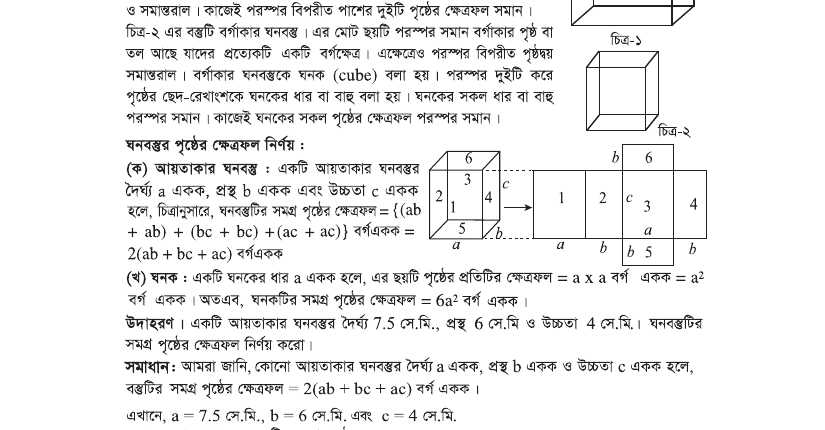 ও সমান্তরাল। কাজেই পরস্পর বিপরীত পাশের দুইটি পৃষ্ঠের ক্ষেত্রফল সমান।
চিত্র-২ এর বস্তুটি বর্গাকার ঘনবস্তু। এর মোট ছয়টি পরস্পর সমান বর্গাকার পৃষ্ঠ বা
তল আছে যাদের প্রত্যেকটি একটি বর্গক্ষেত্র। এক্ষেত্রেও পরস্পর বিপরীত পৃষ্ঠদ্বয়
সমান্তরাল। বর্গাকার ঘনবস্তুকে ঘনক (cube) বলা হয়। পরস্পর দুইটি করে
পৃষ্ঠের ছেদ-রেখাংশকে ঘনকের ধার বা বাহু বলা হয়। ঘনকের সকল ধার বা বাহু
পরস্পর সমান। কাজেই ঘনকের সকল পৃষ্ঠের ক্ষেত্রফল পরস্পর সমান।
চিত্র-১
চিত্র-২
ঘনবস্তুর পৃষ্ঠের ক্ষেত্রফল নির্ণয় :
(ক) আয়তাকার ঘনবস্তু : একটি আয়তাকার ঘনবস্তুর
দৈর্ঘ্য a একক, প্রস্থ b একক এবং উচ্চতা c একক
হলে, চিত্রানুসারে, ঘনবস্তুটির সমগ্র পৃষ্ঠের ক্ষেত্রফল = {(ab
+ ab) + (bc + bc) +(ac + ac)} বর্গএকক =
2(ab + bc + ac) বর্গএকক
6
3
c
2
1
4
5
a
b
b 6
1 2 c 3 4
a
a b b 5 b
(খ) ঘনক : একটি ঘনকের ধার a একক হলে, এর ছয়টি পৃষ্ঠের প্রতিটির ক্ষেত্রফল = a x a বর্গ একক = a²
বর্গ একক। অতএব, ঘনকটির সমগ্র পৃষ্ঠের ক্ষেত্রফল = 6a² বর্গ একক।
উদাহরণ। একটি আয়তাকার ঘনবস্তুর দৈর্ঘ্য 7.5 সে.মি., প্রস্থ 6 সে.মি ও উচ্চতা 4 সে.মি.। ঘনবস্তুটির
সমগ্র পৃষ্ঠের ক্ষেত্রফল নির্ণয় করো।
সমাধান: আমরা জানি, কোনো আয়তাকার ঘনবস্তুর দৈর্ঘ্য a একক, প্রস্থ b একক ও উচ্চতা c একক হলে,
বস্তুটির সমগ্র পৃষ্ঠের ক্ষেত্রফল = 2(ab + bc + ac) বর্গ একক।
এখানে, a = 7.5 সে.মি., b = 6 সে.মি. এবং c = 4 সে.মি.